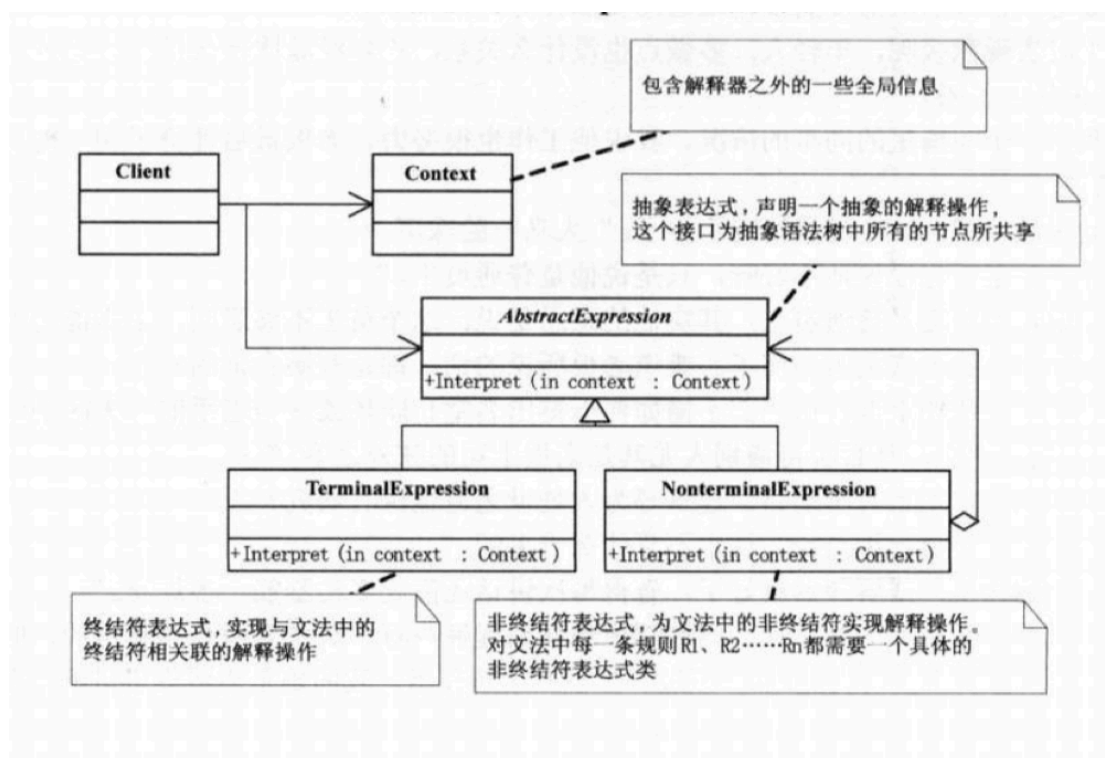 包含解释器之外的一些全局信息
Client
Context
抽象表达式，声明一个抽象的解释操作，
这个接口为抽象语法树中所有的节点所共享
AbstractExpression
+Interpret(in context : Context)
TerminalExpression
+Interpret(in context : Context)
NonterminalExpression
+Interpret(in context : Context)
终结符表达式，实现与文法中的
终结符相关联的解释操作
非终结符表达式，为文法中的非终结符实现解释操作。
对文法中每一条规则R1、R2……Rn都需要一个具体的
非终结符表达式类